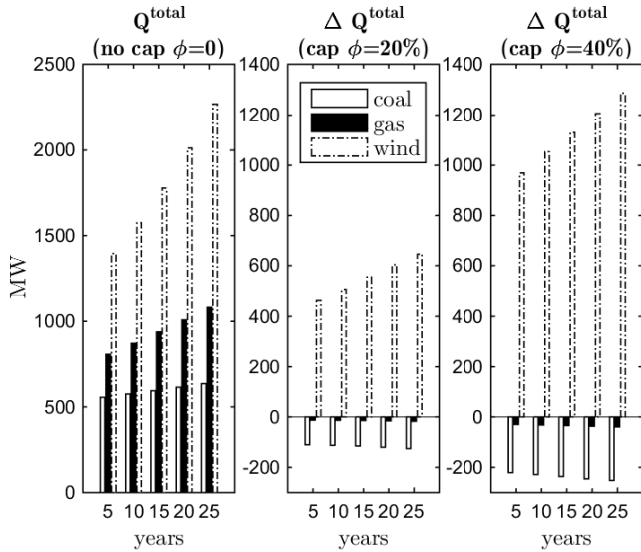 Q^total
(no cap ϕ=0)
Δ Q^total
(cap ϕ=20%)
Δ Q^total
(cap ϕ=40%)
MW
2500
2000
1500
1000
500
0
5 10 15 20 25
years
1400
1200
1000
800
600
400
200
0
-200
coal
gas
wind
5 10 15 20 25
years
1400
1200
1000
800
600
400
200
0
-200
5 10 15 20 25
years